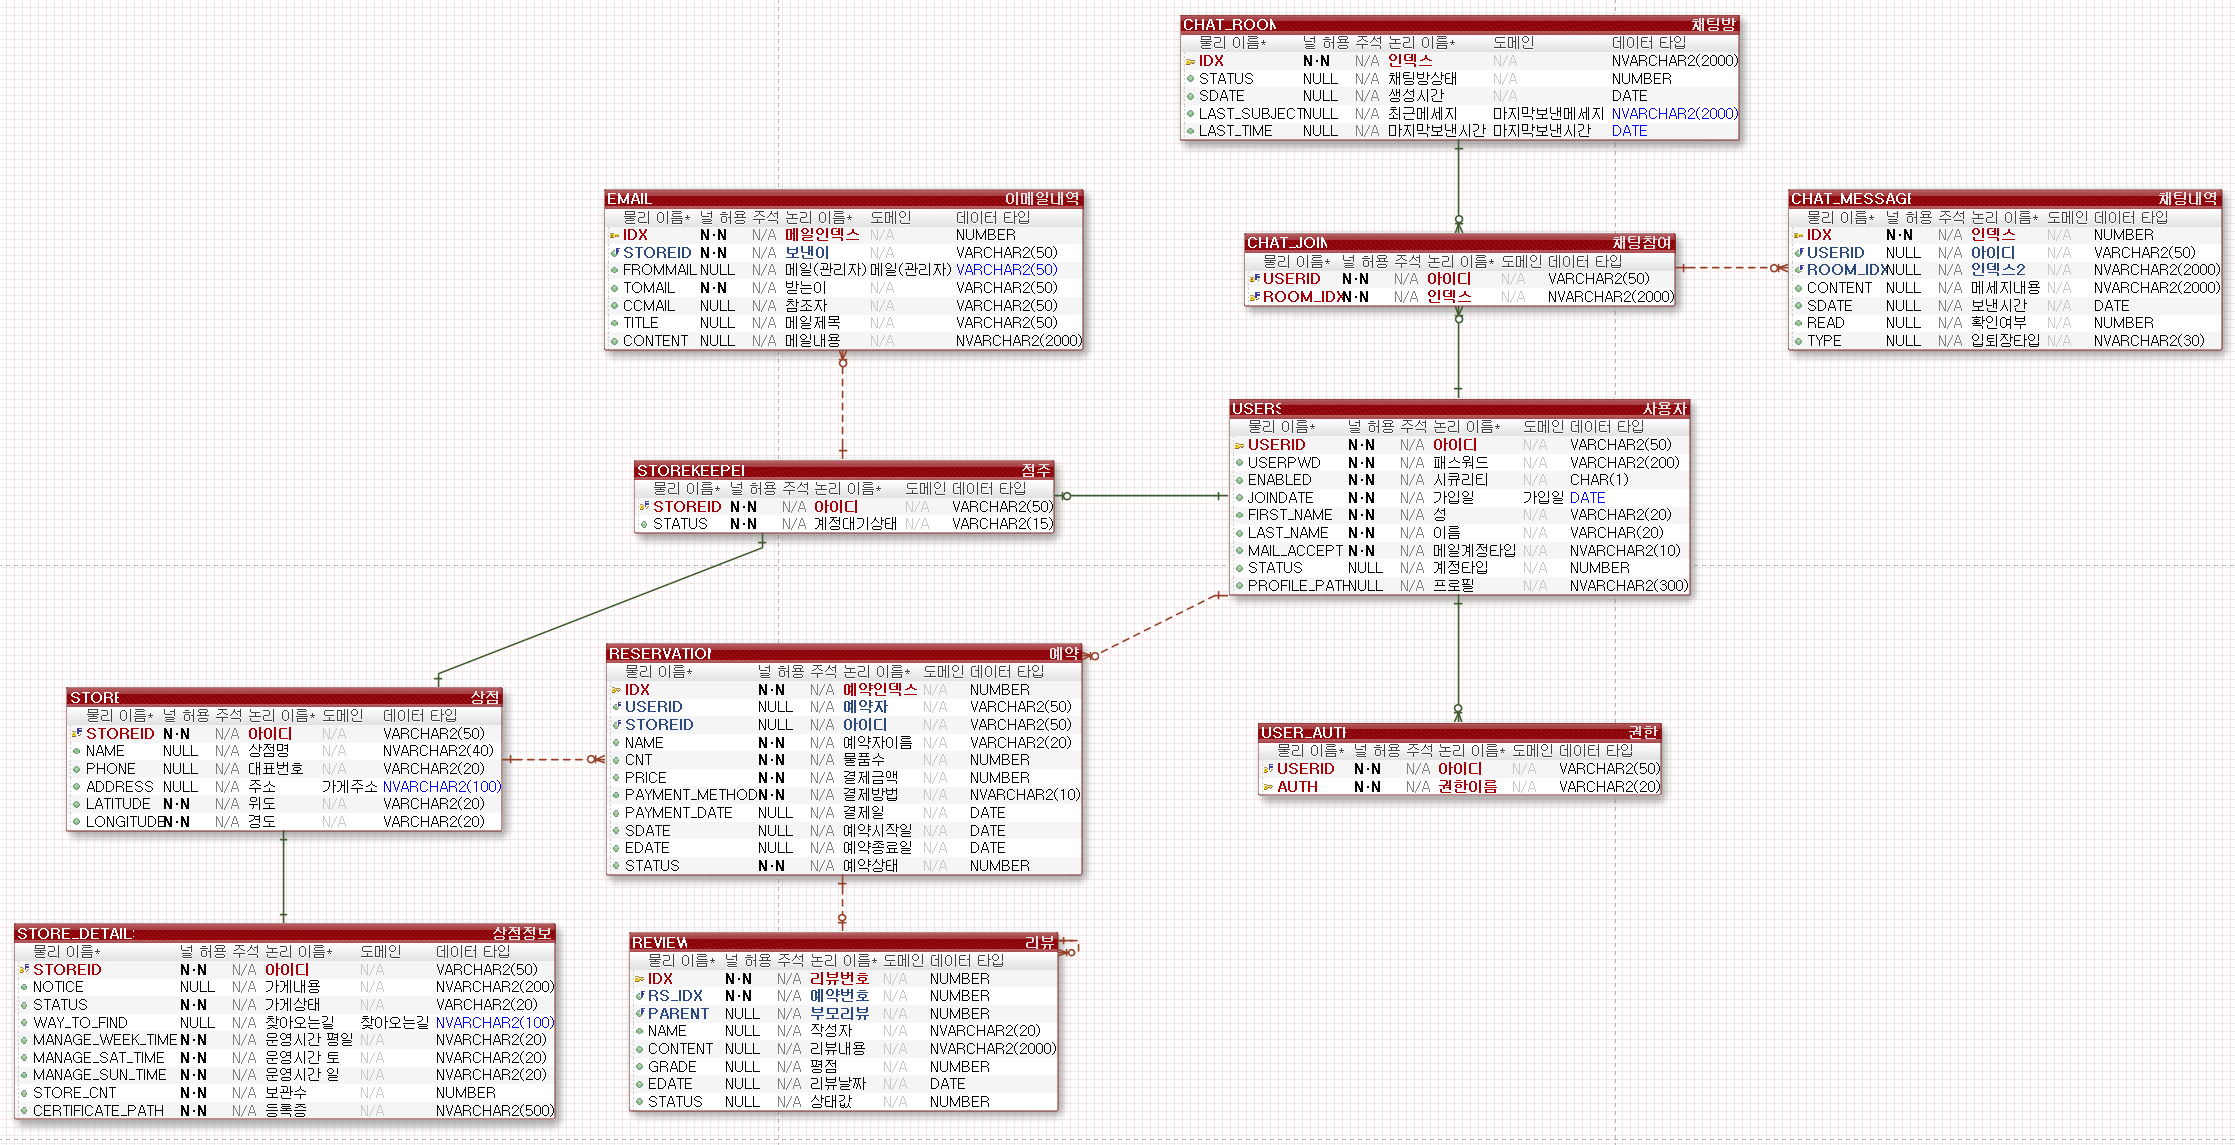 CHAT_ROOM 채팅방
물리 이름* 널 허용 주석 논리 이름* 도메인 데이터 타입
IDX N·N N/A 인덱스 N/A NVARCHAR2(2000)
STATUS NULL N/A 채팅방상태 N/A NUMBER
SDATE NULL N/A 생성시간 N/A DATE
LAST_SUBJECT NULL N/A 최근메세지 마지막보낸메세지 NVARCHAR2(2000)
LAST_TIME NULL N/A 마지막보낸시간 마지막보낸시간 DATE
EMAIL 이메일내역
물리 이름* 널 허용 주석 논리 이름* 도메인 데이터 타입
IDX N·N N/A 메일인덱스 N/A NUMBER
STOREID N·N N/A 보낸이 N/A VARCHAR2(50)
FROMMAIL NULL N/A 메일(관리자) 메일(관리자) VARCHAR2(50)
TOMAIL N·N N/A 받는이 N/A VARCHAR2(50)
CCMAIL NULL N/A 참조자 N/A VARCHAR2(50)
TITLE NULL N/A 메일제목 N/A VARCHAR2(50)
CONTENT NULL N/A 메일내용 N/A NVARCHAR2(2000)
CHAT_JOIN 채팅참여
물리 이름* 널 허용 주석 논리 이름* 도메인 데이터 타입
USERID N·N N/A 아이디 N/A VARCHAR2(50)
ROOM_IDX N·N N/A 인덱스 N/A NVARCHAR2(2000)
CHAT_MESSAGE 채팅내역
물리 이름* 널 허용 주석 논리 이름* 도메인 데이터 타입
IDX N·N N/A 인덱스 N/A NUMBER
USERID NULL N/A 아이디 N/A VARCHAR2(50)
ROOM_IDX NULL N/A 인덱스2 N/A NVARCHAR2(2000)
CONTENT NULL N/A 메세지내용 N/A NVARCHAR2(2000)
SDATE NULL N/A 보낸시간 N/A DATE
READ NULL N/A 확인여부 N/A NUMBER
TYPE NULL N/A 입퇴장타입 N/A NVARCHAR2(30)
STOREKEEPER 점주
물리 이름* 널 허용 주석 논리 이름* 도메인 데이터 타입
STOREID N·N N/A 아이디 N/A VARCHAR2(50)
STATUS N·N N/A 계정대기상태 N/A VARCHAR2(15)
USERS 사용자
물리 이름* 널 허용 주석 논리 이름* 도메인 데이터 타입
USERID N·N N/A 아이디 N/A VARCHAR2(50)
USERPWD N·N N/A 패스워드 N/A VARCHAR2(200)
ENABLED N·N N/A 시큐리티 N/A CHAR(1)
JOINDATE N·N N/A 가입일 가입일 DATE
FIRST_NAME N·N N/A 성 N/A VARCHAR2(20)
LAST_NAME N·N N/A 이름 N/A VARCHAR(20)
MAIL_ACCEPT N·N N/A 메일계정타입 N/A NVARCHAR2(10)
STATUS NULL N/A 계정타입 N/A NUMBER
PROFILE_PATH NULL N/A 프로필 N/A NVARCHAR2(300)
RESERVATION 예약
물리 이름* 널 허용 주석 논리 이름* 도메인 데이터 타입
IDX N·N N/A 예약인덱스 N/A NUMBER
USERID NULL N/A 예약자 N/A VARCHAR2(50)
STOREID NULL N/A 아이디 N/A VARCHAR2(50)
NAME N·N N/A 예약자이름 N/A VARCHAR2(20)
CNT N·N N/A 물품수 N/A NUMBER
PRICE N·N N/A 결제금액 N/A NUMBER
PAYMENT_METHOD N·N N/A 결제방법 N/A NVARCHAR2(10)
PAYMENT_DATE NULL N/A 결제일 N/A DATE
SDATE NULL N/A 예약시작일 N/A DATE
EDATE NULL N/A 예약종료일 N/A DATE
STATUS N·N N/A 예약상태 N/A NUMBER
STORE 상점
물리 이름* 널 허용 주석 논리 이름* 도메인 데이터 타입
STOREID N·N N/A 아이디 N/A VARCHAR2(50)
NAME NULL N/A 상점명 N/A NVARCHAR2(40)
PHONE NULL N/A 대표번호 N/A VARCHAR2(20)
ADDRESS NULL N/A 주소 가게주소 NVARCHAR2(100)
LATITUDE N·N N/A 위도 N/A VARCHAR2(20)
LONGITUDE N·N N/A 경도 N/A VARCHAR2(20)
USER_AUTH 권한
물리 이름* 널 허용 주석 논리 이름* 도메인 데이터 타입
USERID N·N N/A 아이디 N/A VARCHAR2(50)
AUTH N·N N/A 권한이름 N/A VARCHAR2(20)
STORE_DETAILS 상점정보
물리 이름* 널 허용 주석 논리 이름* 도메인 데이터 타입
STOREID N·N N/A 아이디 N/A VARCHAR2(50)
NOTICE NULL N/A 가게내용 N/A NVARCHAR2(200)
STATUS N·N N/A 가게상태 N/A VARCHAR2(20)
WAY_TO_FIND NULL N/A 찾아오는길 찾아오는길 NVARCHAR2(100)
MANAGE_WEEK_TIME N·N N/A 운영시간 평일 N/A NVARCHAR2(20)
MANAGE_SAT_TIME N·N N/A 운영시간 토 N/A NVARCHAR2(20)
MANAGE_SUN_TIME N·N N/A 운영시간 일 N/A NVARCHAR2(20)
STORE_CNT N·N N/A 보관수 N/A NUMBER
CERTIFICATE_PATH N·N N/A 등록증 N/A NVARCHAR2(500)
REVIEW 리뷰
물리 이름* 널 허용 주석 논리 이름* 도메인 데이터 타입
IDX N·N N/A 리뷰번호 N/A NUMBER
RS_IDX N·N N/A 예약번호 N/A NUMBER
PARENT NULL N/A 부모리뷰 N/A NUMBER
NAME NULL N/A 작성자 N/A NVARCHAR2(20)
CONTENT NULL N/A 리뷰내용 N/A NVARCHAR2(2000)
GRADE NULL N/A 평점 N/A NUMBER
EDATE NULL N/A 리뷰날짜 N/A DATE
STATUS NULL N/A 상태값 N/A NUMBER